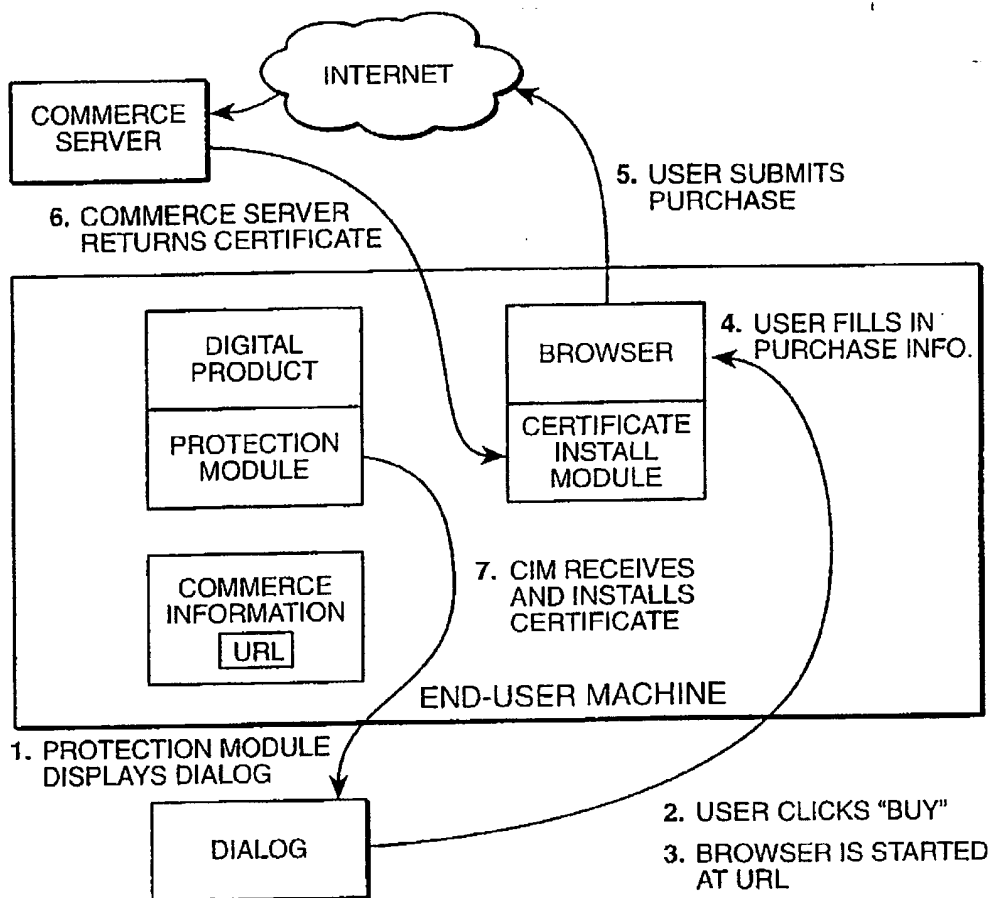 INTERNET
COMMERCE
SERVER
5. USER SUBMITS
PURCHASE
6. COMMERCE SERVER
RETURNS CERTIFICATE
DIGITAL
PRODUCT
BROWSER
4. USER FILLS IN
PURCHASE INFO.
PROTECTION
MODULE
CERTIFICATE
INSTALL
MODULE
COMMERCE
INFORMATION
URL
7. CIM RECEIVES
AND INSTALLS
CERTIFICATE
END-USER MACHINE
1. PROTECTION MODULE
DISPLAYS DIALOG
DIALOG
2. USER CLICKS “BUY”
3. BROWSER IS STARTED
AT URL